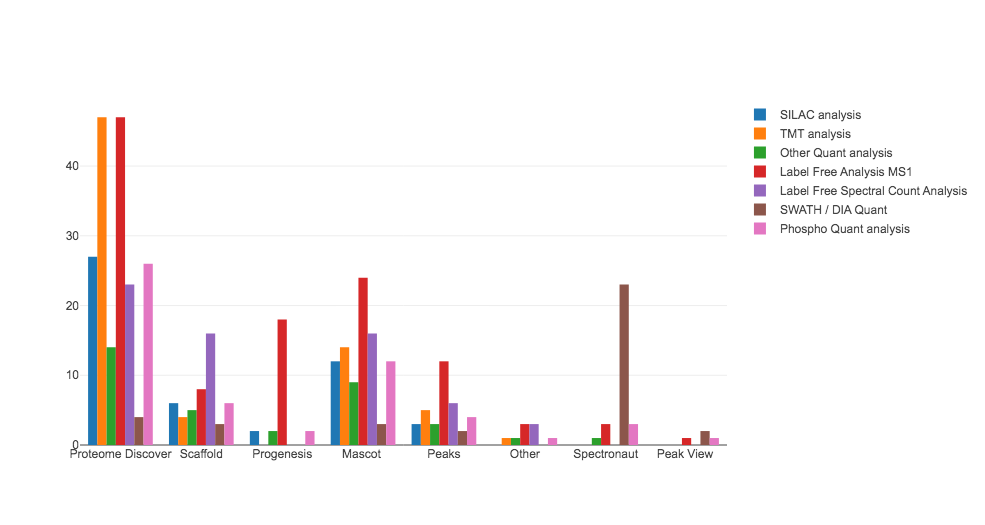 SILAC analysis
TMT analysis
Other Quant analysis
Label Free Analysis MS1
Label Free Spectral Count Analysis
SWATH / DIA Quant
Phospho Quant analysis
40
30
20
10
0
Proteome Discover Scaffold Progenesis Mascot Peaks Other Spectronaut Peak View